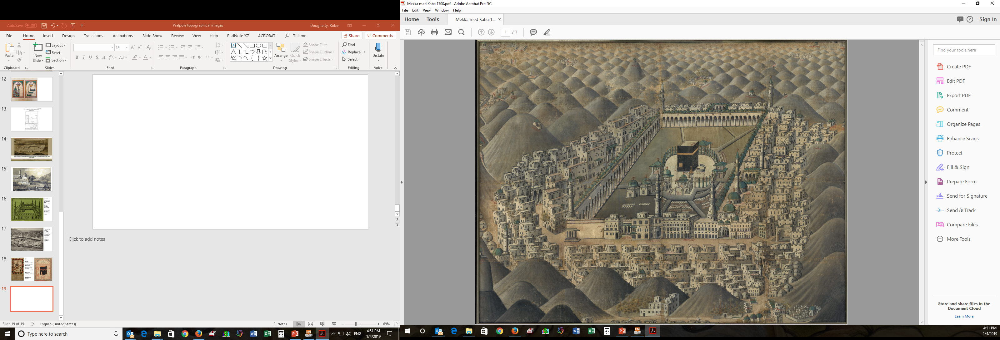 AutoSave Off
Walpole topographical images
Dougherty, Robin
File Home Insert Design Transitions Animations Slide Show Review View Help EndNote X7 ACROBAT Tell me
Share Comments
Paste
New
Slide
Layout
Reset
Section
18
B I U S ab AV Aa A
Arrange
Quick
Styles
Shape Fill
Shape Outline
Shape Effects
Find
Replace
Select
Dictate
Clipboard Slides Font Paragraph Drawing Editing Voice
12
13
14
15
16
17
18
19
Click to add notes
Slide 19 of 19 English (United States) Notes 69%
Type here to search
ENG
4:51 PM
1/4/2019
Mekka med Kaba 1700.pdf - Adobe Acrobat Pro DC
File Edit View Window Help
Home Tools Mekka med Kaba 1... Sign In
1 / 1
Find your tools here
Create PDF
Edit PDF
Export PDF
Comment
Organize Pages
Enhance Scans
Protect
Fill & Sign
Prepare Form
Send for Signature
Send & Track
Compare Files
More Tools
Store and share files in the
Document Cloud
Learn More
4:51 PM
1/4/2019